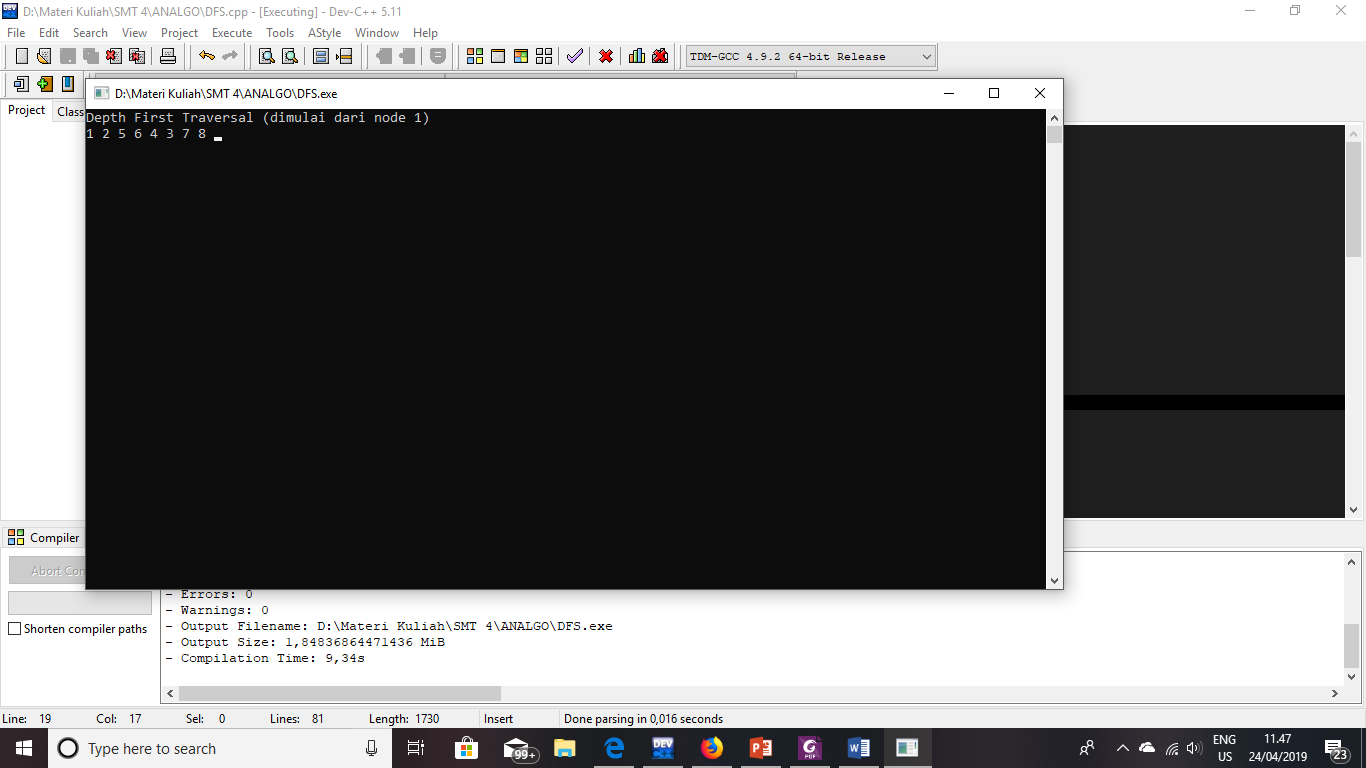 D:\Materi Kuliah\SMT 4\ANALGO\DFS.cpp - [Executing] - Dev-C++ 5.11
File Edit Search View Project Execute Tools AStyle Window Help
TDM-GCC 4.9.2 64-bit Release
D:\Materi Kuliah\SMT 4\ANALGO\DFS.exe
Project Class
Depth First Traversal (dimulai dari node 1)
1 2 5 6 4 3 7 8
Compiler
Abort Com
- Errors: 0
- Warnings: 0
- Output Filename: D:\Materi Kuliah\SMT 4\ANALGO\DFS.exe
- Output Size: 1,84836864471436 MiB
- Compilation Time: 9,34s
Shorten compiler paths
Line: 19 Col: 17 Sel: 0 Lines: 81 Length: 1730 Insert Done parsing in 0,016 seconds
Type here to search
99+
DEV
ENG
US
11.47
24/04/2019
23